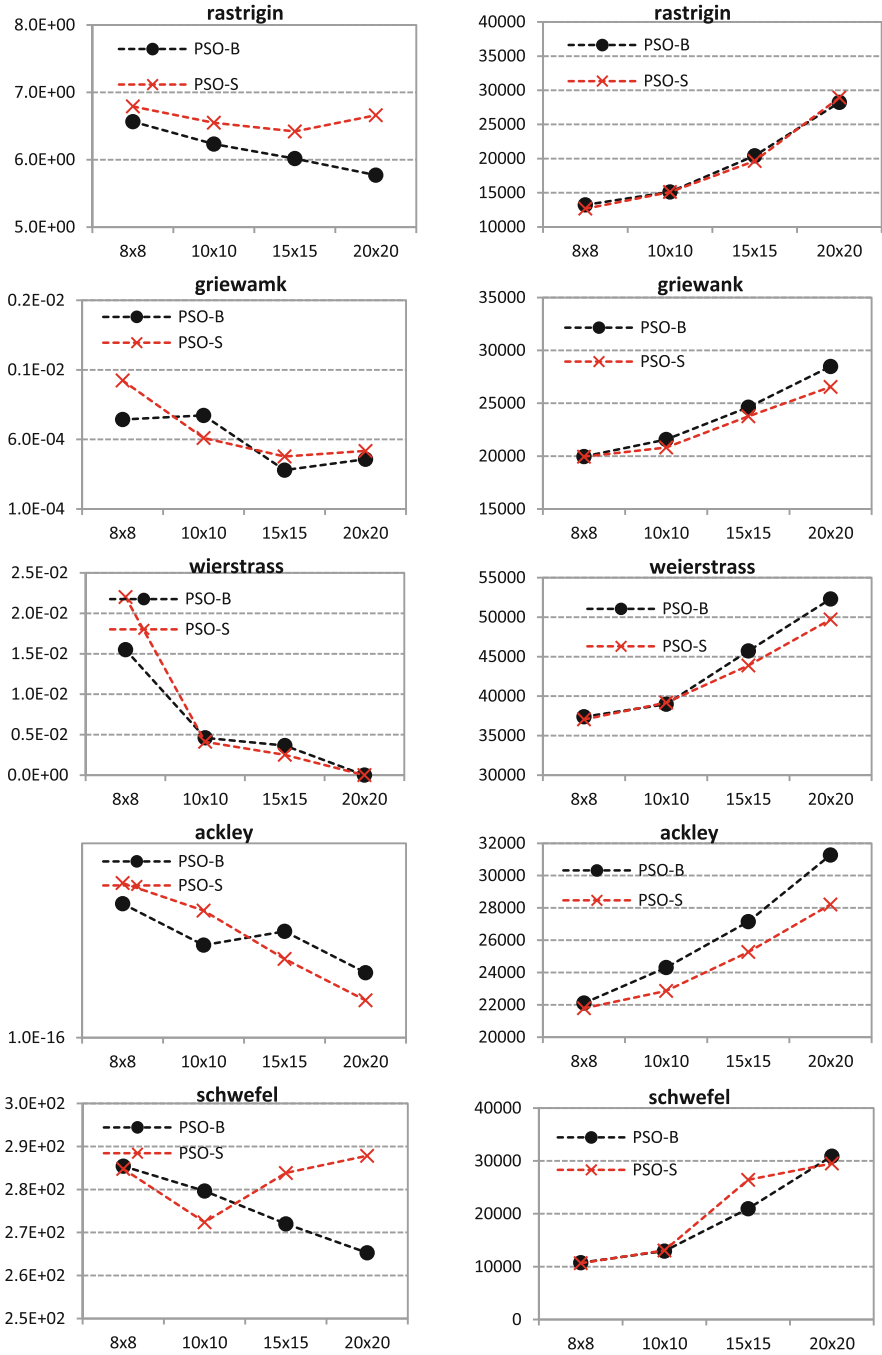 rastrigin
8.0E+00
7.0E+00
6.0E+00
5.0E+00
PSO-B
PSO-S
8x8 10x10 15x15 20x20
rastrigin
40000
35000
30000
25000
20000
15000
10000
PSO-B
PSO-S
8x8 10x10 15x15 20x20
griewamk
0.2E-02
0.1E-02
6.0E-04
1.0E-04
PSO-B
PSO-S
8x8 10x10 15x15 20x20
griewank
35000
30000
25000
20000
15000
PSO-B
PSO-S
8x8 10x10 15x15 20x20
wierstrass
2.5E-02
2.0E-02
1.5E-02
1.0E-02
0.5E-02
0.0E+00
PSO-B
PSO-S
8x8 10x10 15x15 20x20
weierstrass
55000
50000
45000
40000
35000
30000
PSO-B
PSO-S
8x8 10x10 15x15 20x20
ackley
1.0E-16
PSO-B
PSO-S
8x8 10x10 15x15 20x20
ackley
32000
30000
28000
26000
24000
22000
20000
PSO-B
PSO-S
8x8 10x10 15x15 20x20
schwefel
3.0E+02
2.9E+02
2.8E+02
2.7E+02
2.6E+02
2.5E+02
PSO-B
PSO-S
8x8 10x10 15x15 20x20
schwefel
40000
30000
20000
10000
0
PSO-B
PSO-S
8x8 10x10 15x15 20x20